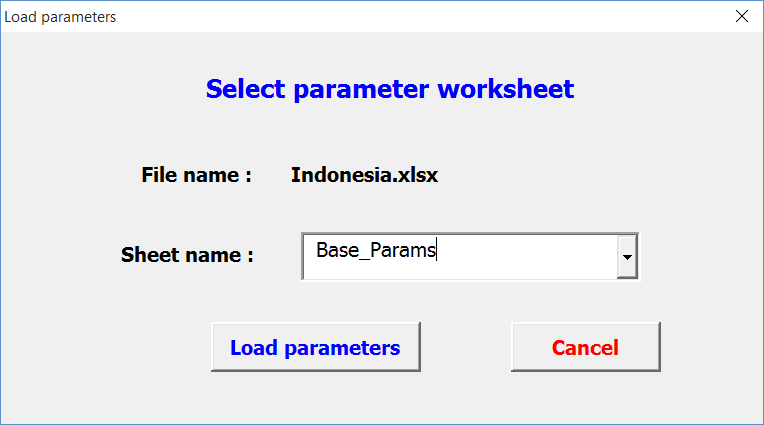 Load parameters
Select parameter worksheet
File name : Indonesia.xlsx
Sheet name : Base_Params
Load parameters Cancel